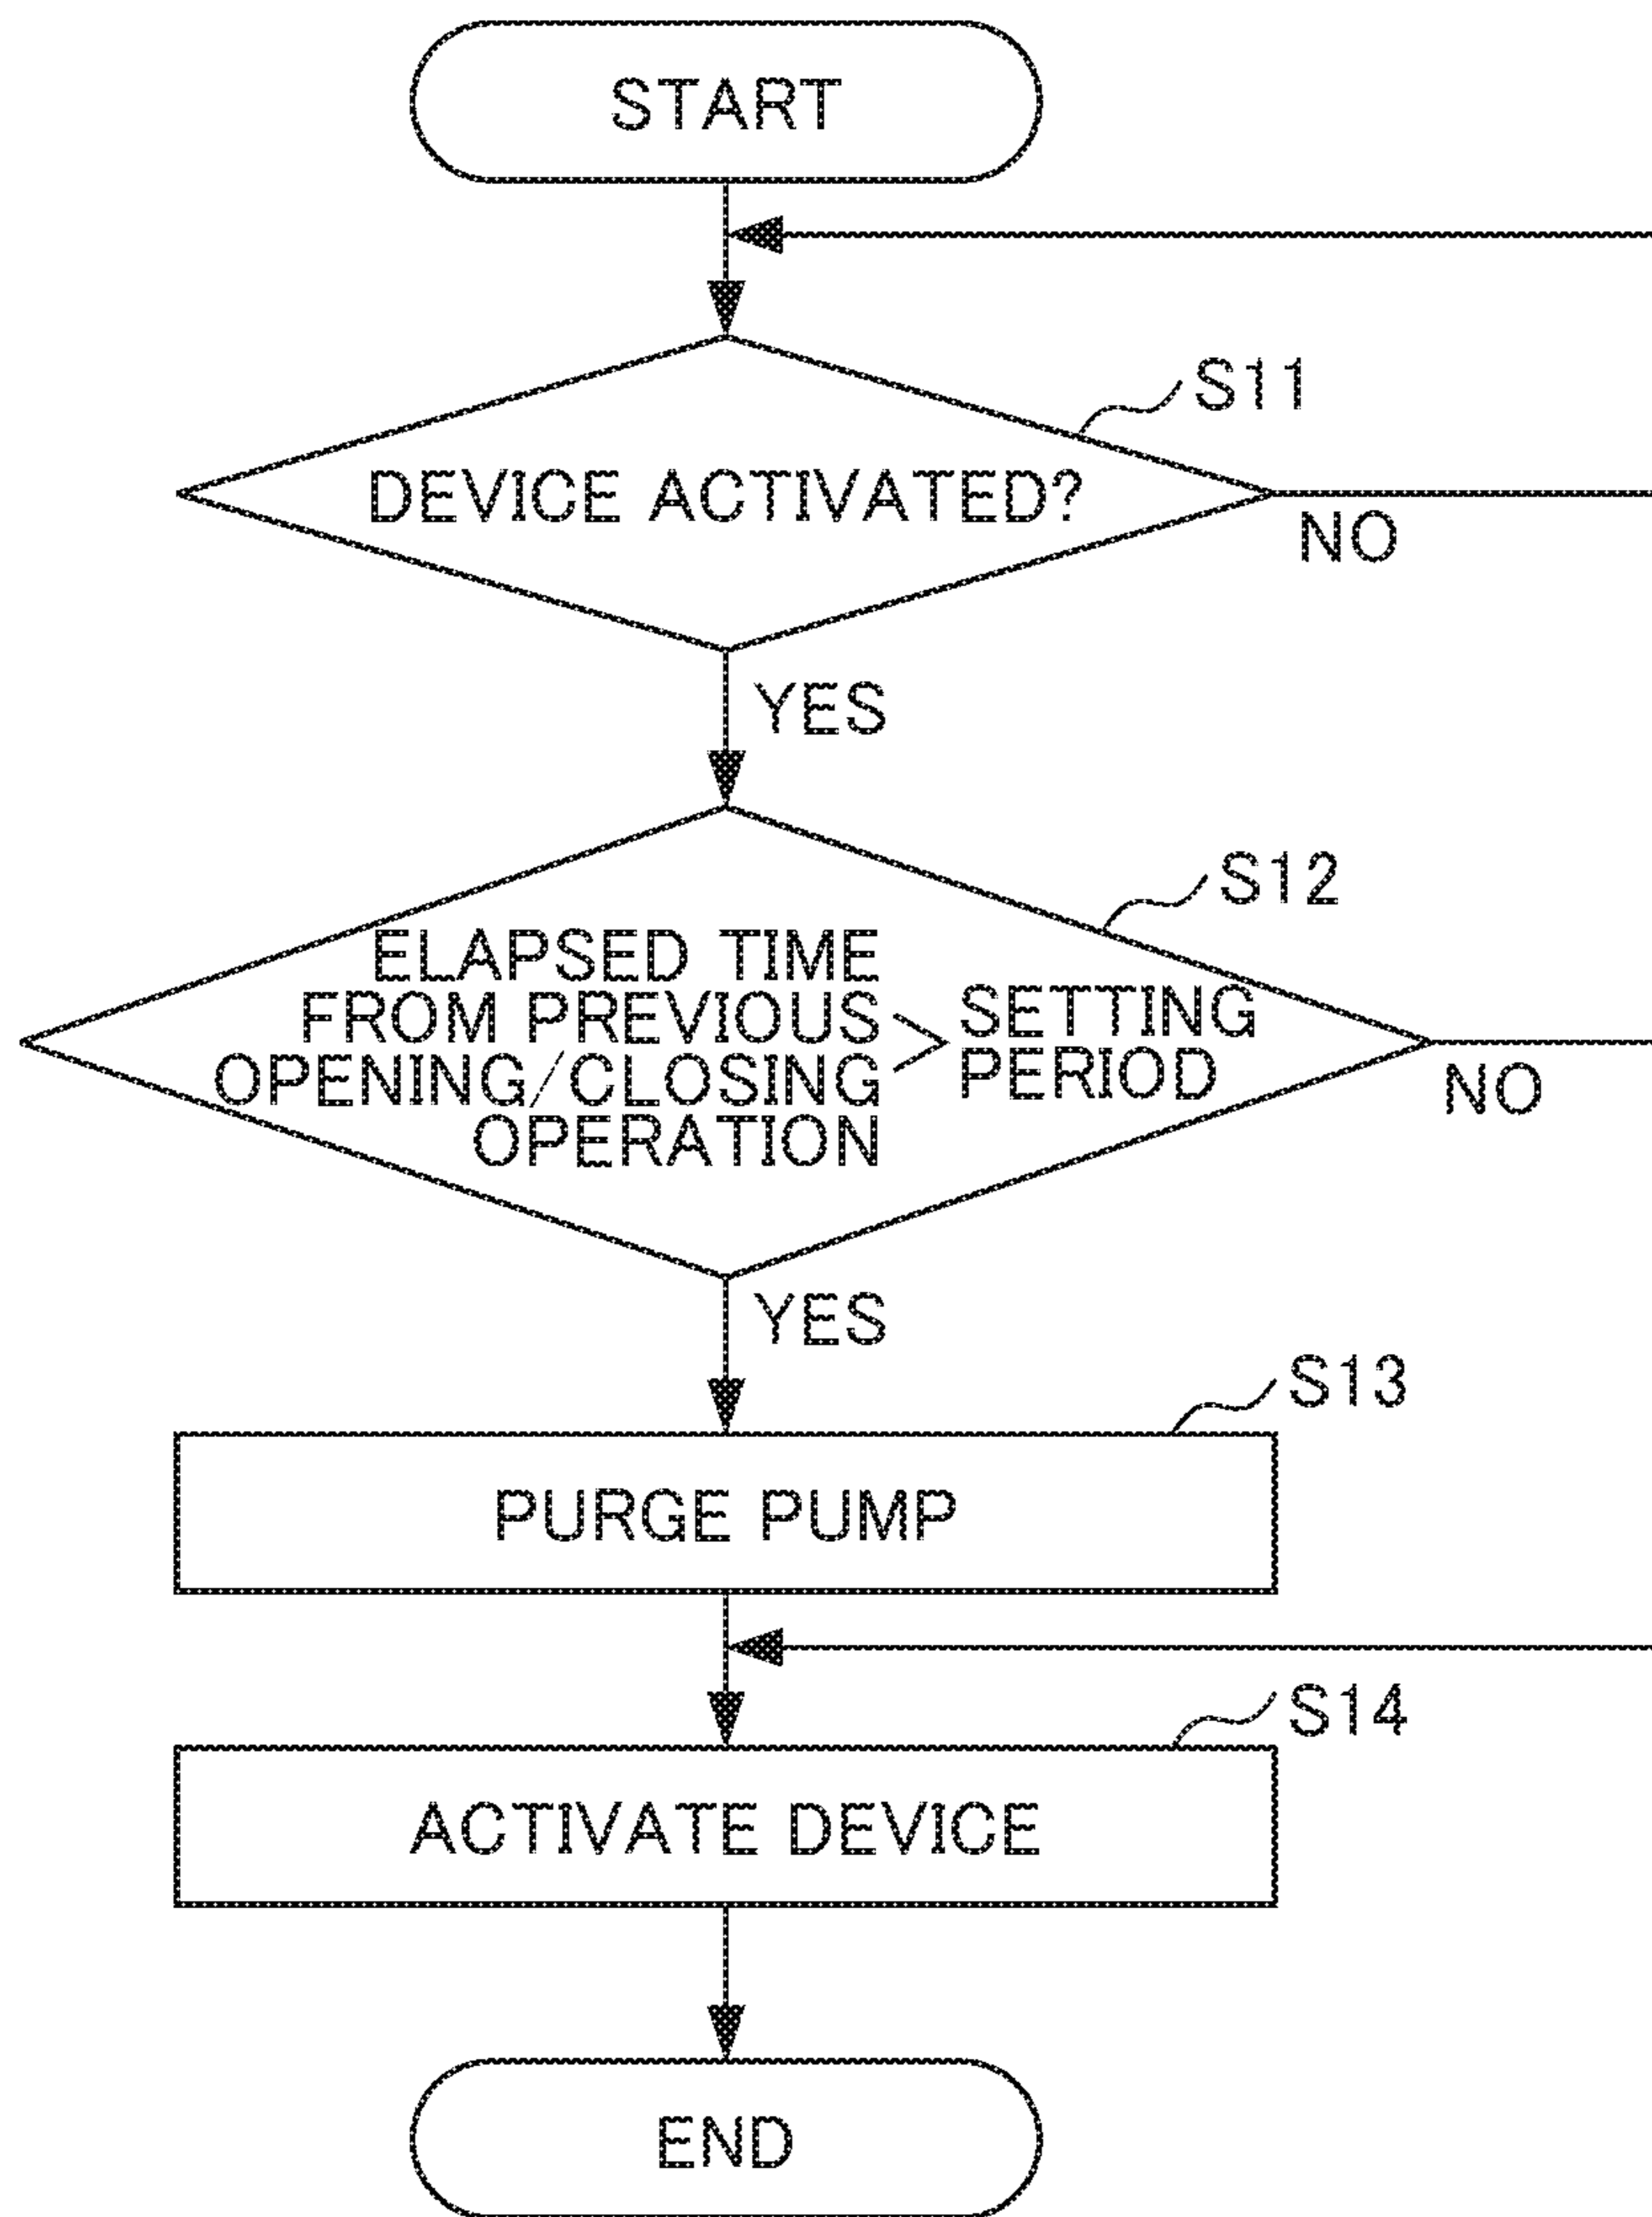 START
S11
DEVICE ACTIVATED?
NO
YES
S12
ELAPSED TIME
FROM PREVIOUS
OPENING/CLOSING
OPERATION
>
SETTING
PERIOD
NO
YES
S13
PURGE PUMP
S14
ACTIVATE DEVICE
END